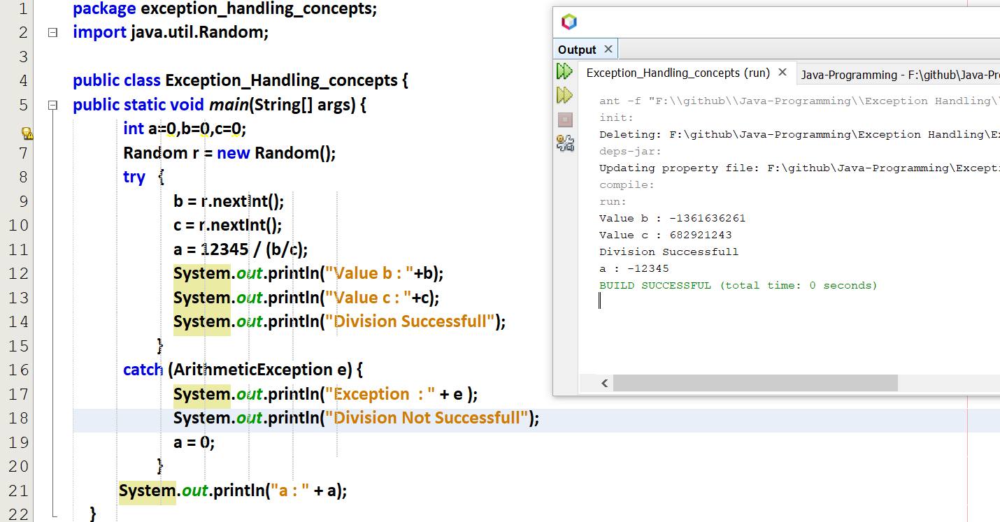 1 package exception_handling_concepts;
2 import java.util.Random;
3
4 public class Exception_Handling_concepts {
5 public static void main(String[] args) {
int a=0,b=0,c=0;
7 Random r = new Random();
8 try {
9 b = r.nextInt();
10 c = r.nextInt();
11 a = 12345 / (b/c);
12 System.out.println("Value b : "+b);
13 System.out.println("Value c : "+c);
14 System.out.println("Division Successfull");
15 }
16 catch (ArithmeticException e) {
17 System.out.println("Exception : " + e );
18 System.out.println("Division Not Successfull");
19 a = 0;
20 }
21 System.out.println("a : " + a);
22 }
Output
Exception_Handling_concepts (run) Java-Programming - F:\github\Java-Pr
ant -f "F:\\github\\Java-Programming\\Exception Handling\\
init:
Deleting: F:\github\Java-Programming\Exception Handling\Ex
deps-jar:
Updating property file: F:\github\Java-Programming\Excepti
compile:
run:
Value b : -1361636261
Value c : 682921243
Division Successfull
a : -12345
BUILD SUCCESSFUL (total time: 0 seconds)